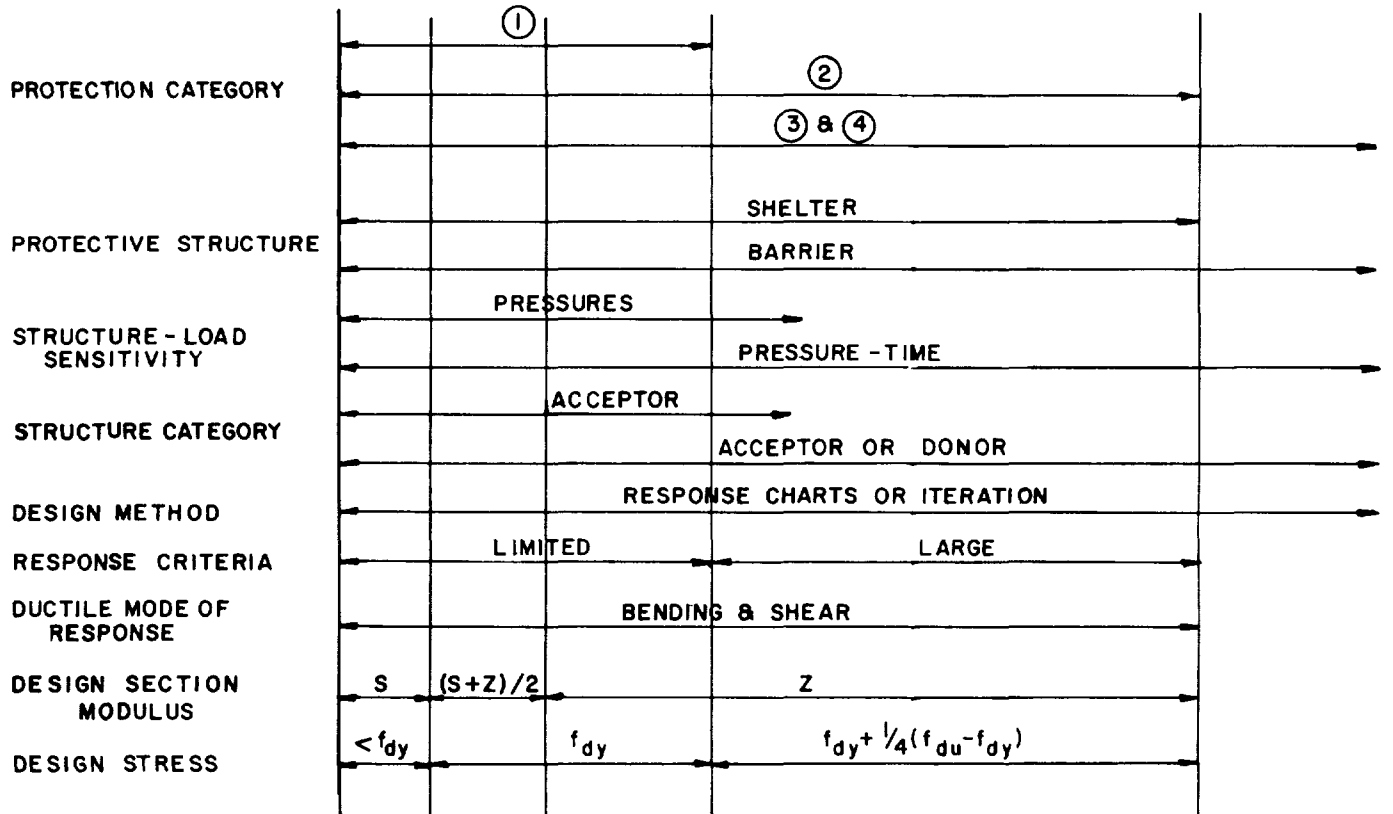 ①
PROTECTION CATEGORY
②
③ & ④
SHELTER
PROTECTIVE STRUCTURE
BARRIER
PRESSURES
STRUCTURE-LOAD
SENSITIVITY
PRESSURE-TIME
ACCEPTOR
STRUCTURE CATEGORY
ACCEPTOR OR DONOR
RESPONSE CHARTS OR ITERATION
DESIGN METHOD
LIMITED LARGE
RESPONSE CRITERIA
DUCTILE MODE OF
RESPONSE
BENDING & SHEAR
DESIGN SECTION
MODULUS
S (S+Z)/2 Z
<f_dy f_dy f_dy+ 1/4(f_du-f_dy)
DESIGN STRESS